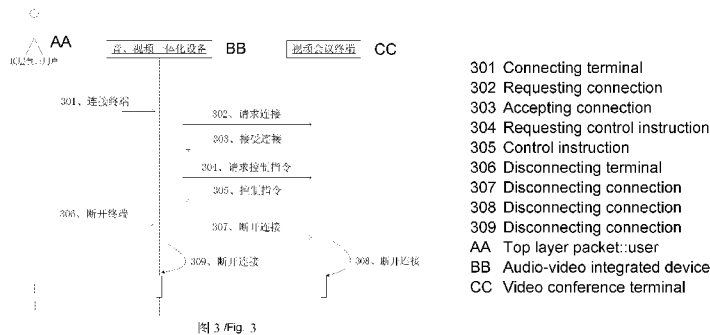 AA
音、视频一体化设备
BB
视频会议终端
CC
顶层包::用户
301、连接终端
302、请求连接
303、接受连接
304、请求控制指令
305、控制指令
306、断开终端
307、断开连接
309、断开连接
308、断开连接
图 3 /Fig. 3
301 Connecting terminal
302 Requesting connection
303 Accepting connection
304 Requesting control instruction
305 Control instruction
306 Disconnecting terminal
307 Disconnecting connection
308 Disconnecting connection
309 Disconnecting connection
AA Top layer packet::user
BB Audio-video integrated device
CC Video conference terminal